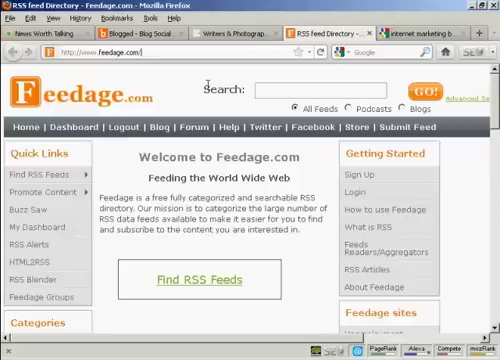 RSS feed Directory - Feedage.com - Mozilla Firefox
File Edit View History Bookmarks Tools Help
News Worth Talking
Blogged - Blog Social...
Writers & Photograph...
RSS feed Directory - ...
internet marketing b...
http://www.feedage.com/
Google
Feedage.com
Search:
GO!
Advanced Se
All Feeds Podcasts Blogs
Home | Dashboard | Logout | Blog | Forum | Help | Twitter | Facebook | Store | Submit Feed
Quick Links
Find RSS Feeds
Promote Content
Buzz Saw
My Dashboard
RSS Alerts
HTML2RSS
RSS Blender
Feedage Groups
Categories
Welcome to Feedage.com
Feeding the World Wide Web
Feedage is a free fully categorized and searchable RSS
directory. Our mission is to categorize the large number of
RSS data feeds available to make it easier for you to find
and subscribe to the content you are interested in.
Find RSS Feeds
Getting Started
Sign Up
Login
How to use Feedage
What is RSS
Feeds
Readers/Aggregators
RSS Articles
About Feedage
Feedage sites
PageRank
Alexa
Compete
mozRank